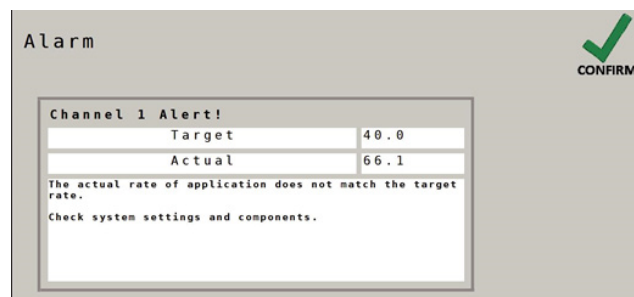 Alarm
CONFIRM
Channel 1 Alert!
Target 40.0
Actual 66.1
The actual rate of application does not match the target
rate.
Check system settings and components.